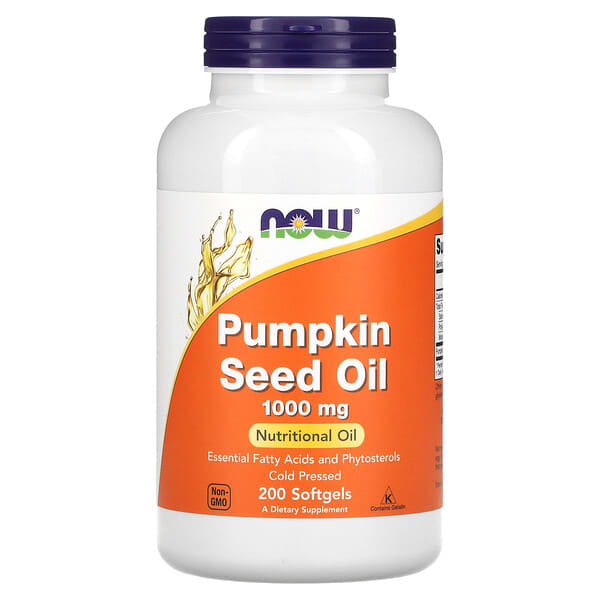 NOW®
Pumpkin
Seed Oil
1000 mg
Nutritional Oil
Essential Fatty Acids and Phytosterols
Cold Pressed
200 Softgels
A Dietary Supplement
Non-
GMO
K
Contains Gelatin